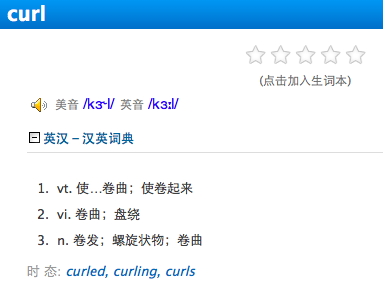 curl
(点击加入生词本)
美音 /kɝl/ 英音 /kɜːl/
英汉 – 汉英词典
1. vt. 使…卷曲；使卷起来
2. vi. 卷曲；盘绕
3. n. 卷发；螺旋状物；卷曲
时 态: curled, curling, curls